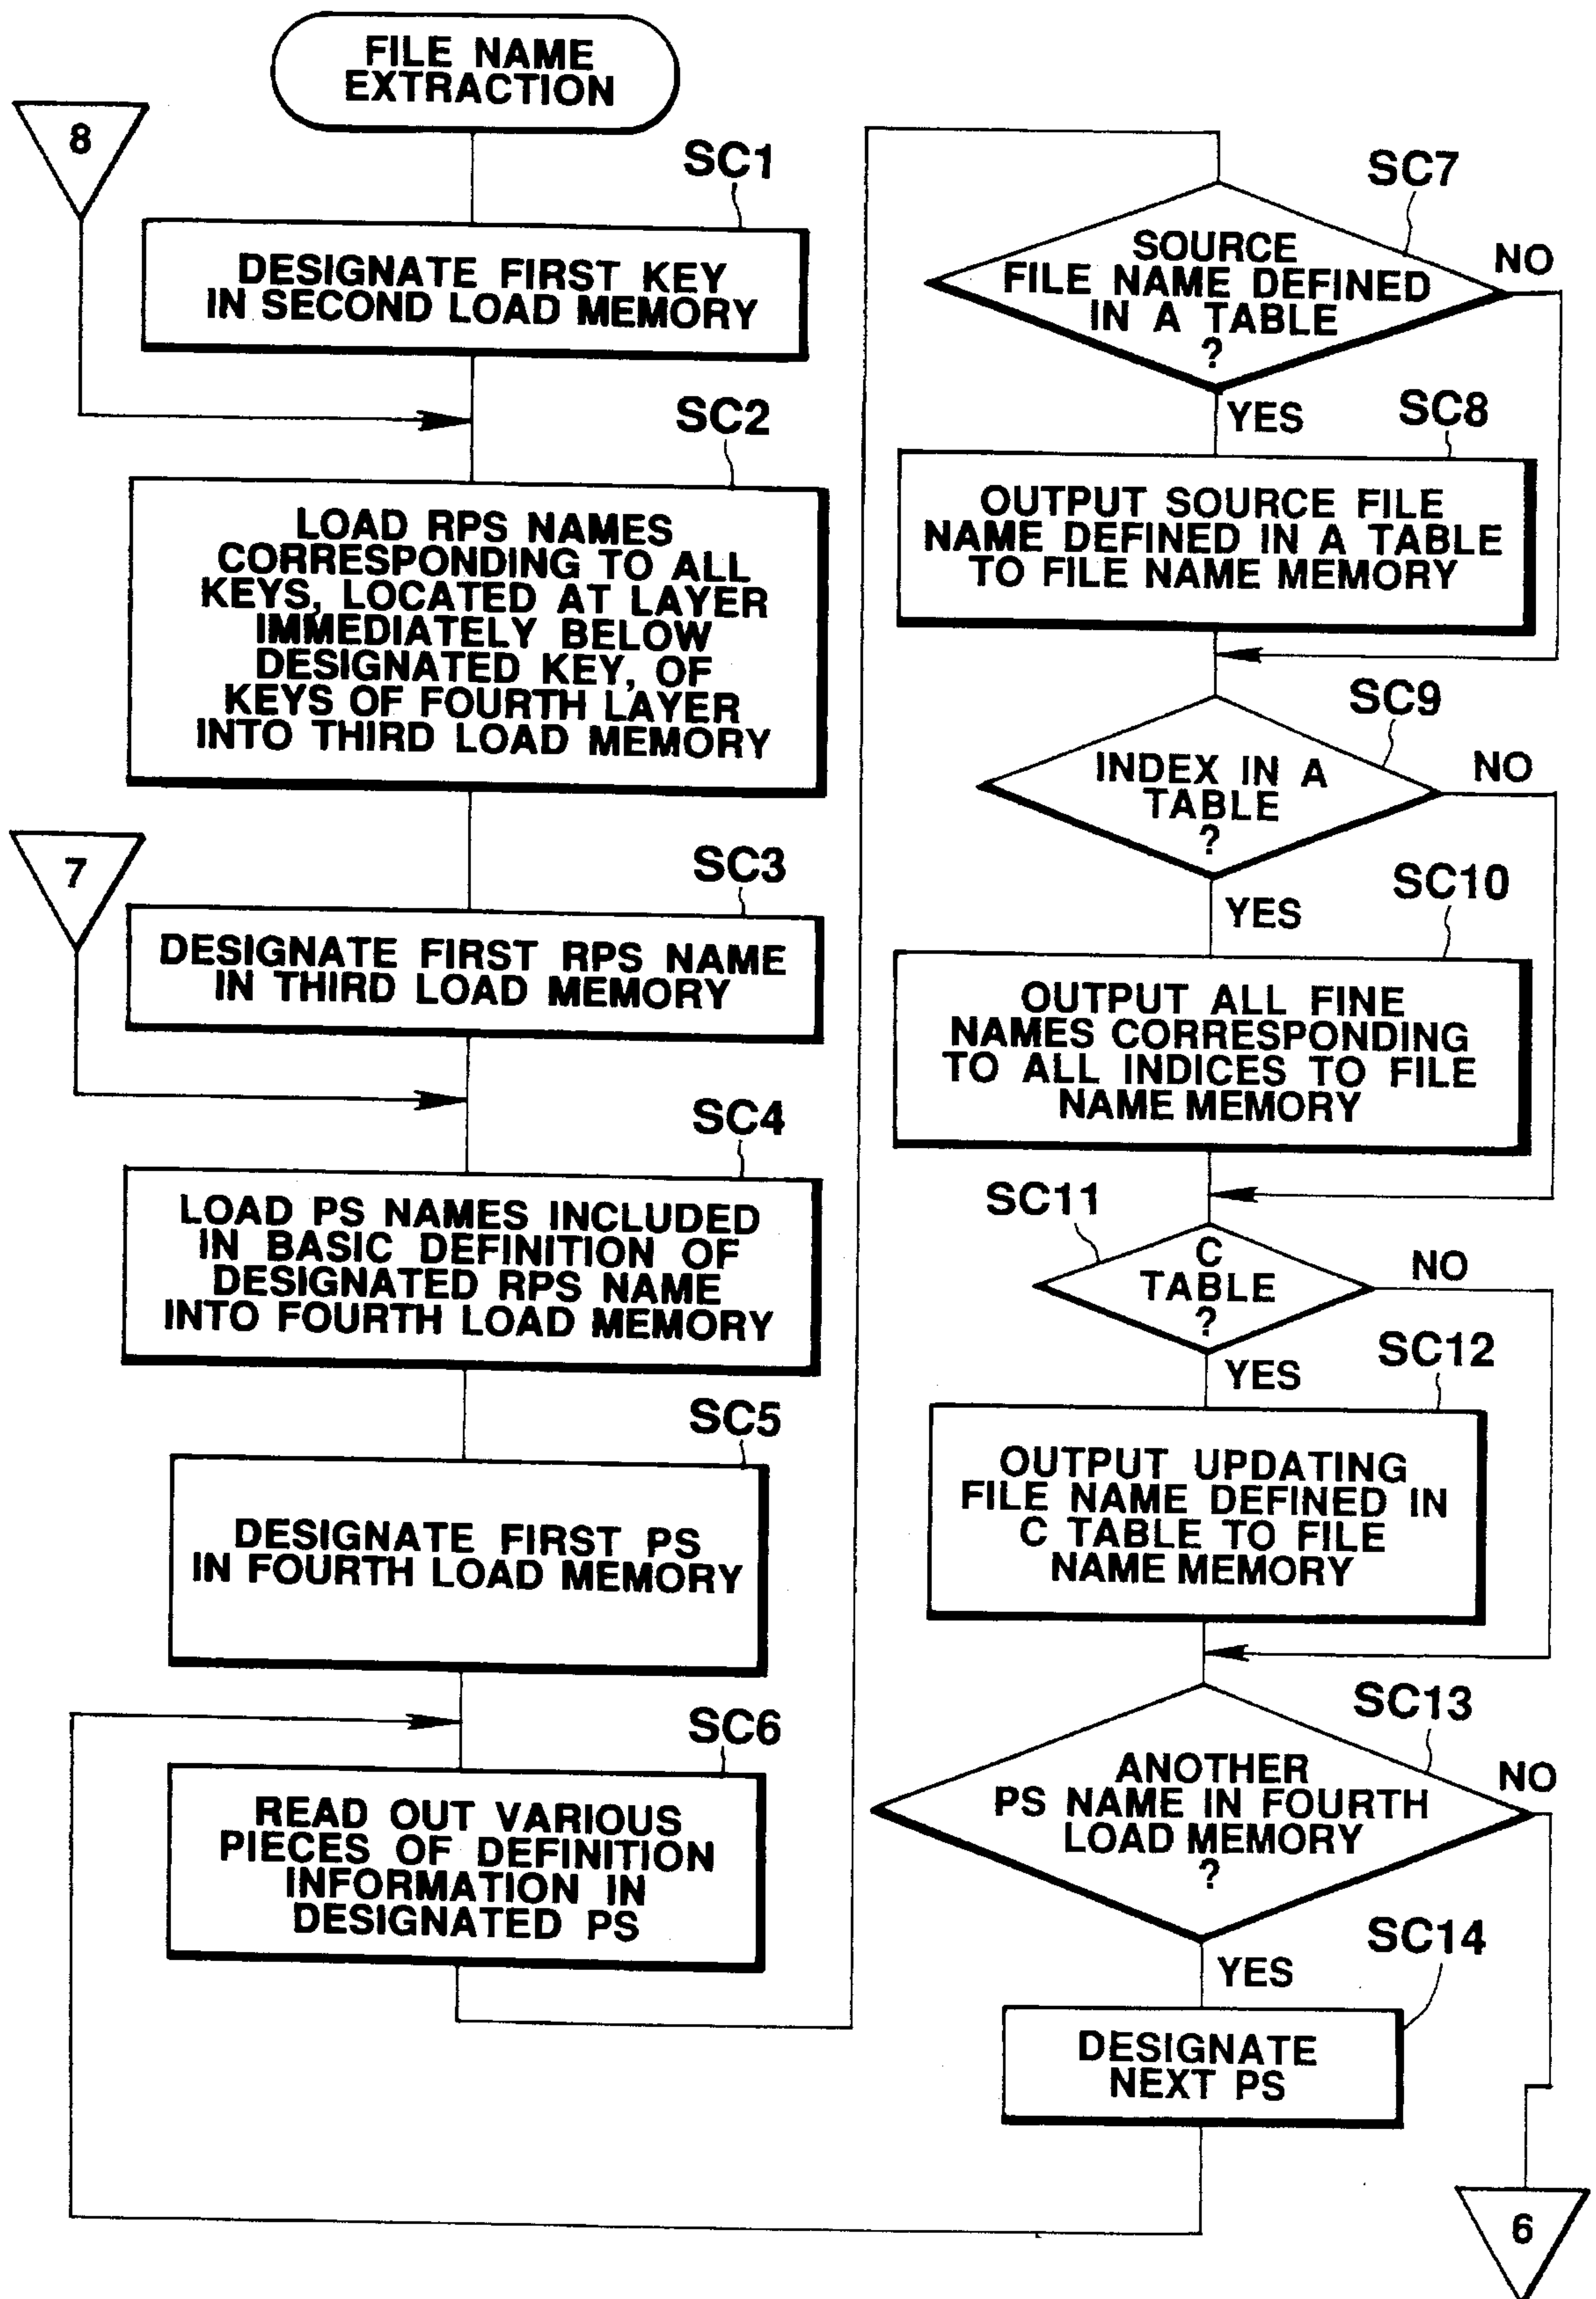 FILE NAME
EXTRACTION
8
SC1
DESIGNATE FIRST KEY
IN SECOND LOAD MEMORY
SC2
LOAD RPS NAMES
CORRESPONDING TO ALL
KEYS, LOCATED AT LAYER
IMMEDIATELY BELOW
DESIGNATED KEY, OF
KEYS OF FOURTH LAYER
INTO THIRD LOAD MEMORY
7
SC3
DESIGNATE FIRST RPS NAME
IN THIRD LOAD MEMORY
SC4
LOAD PS NAMES INCLUDED
IN BASIC DEFINITION OF
DESIGNATED RPS NAME
INTO FOURTH LOAD MEMORY
SC5
DESIGNATE FIRST PS
IN FOURTH LOAD MEMORY
SC6
READ OUT VARIOUS
PIECES OF DEFINITION
INFORMATION IN
DESIGNATED PS
SC7
SOURCE
FILE NAME DEFINED
IN A TABLE
?
NO
YES
SC8
OUTPUT SOURCE FILE
NAME DEFINED IN A TABLE
TO FILE NAME MEMORY
SC9
INDEX IN A
TABLE
?
NO
YES
SC10
OUTPUT ALL FINE
NAMES CORRESPONDING
TO ALL INDICES TO FILE
NAME MEMORY
SC11
C
TABLE
?
NO
YES
SC12
OUTPUT UPDATING
FILE NAME DEFINED IN
C TABLE TO FILE
NAME MEMORY
SC13
ANOTHER
PS NAME IN FOURTH
LOAD MEMORY
?
NO
YES
SC14
DESIGNATE
NEXT PS
6